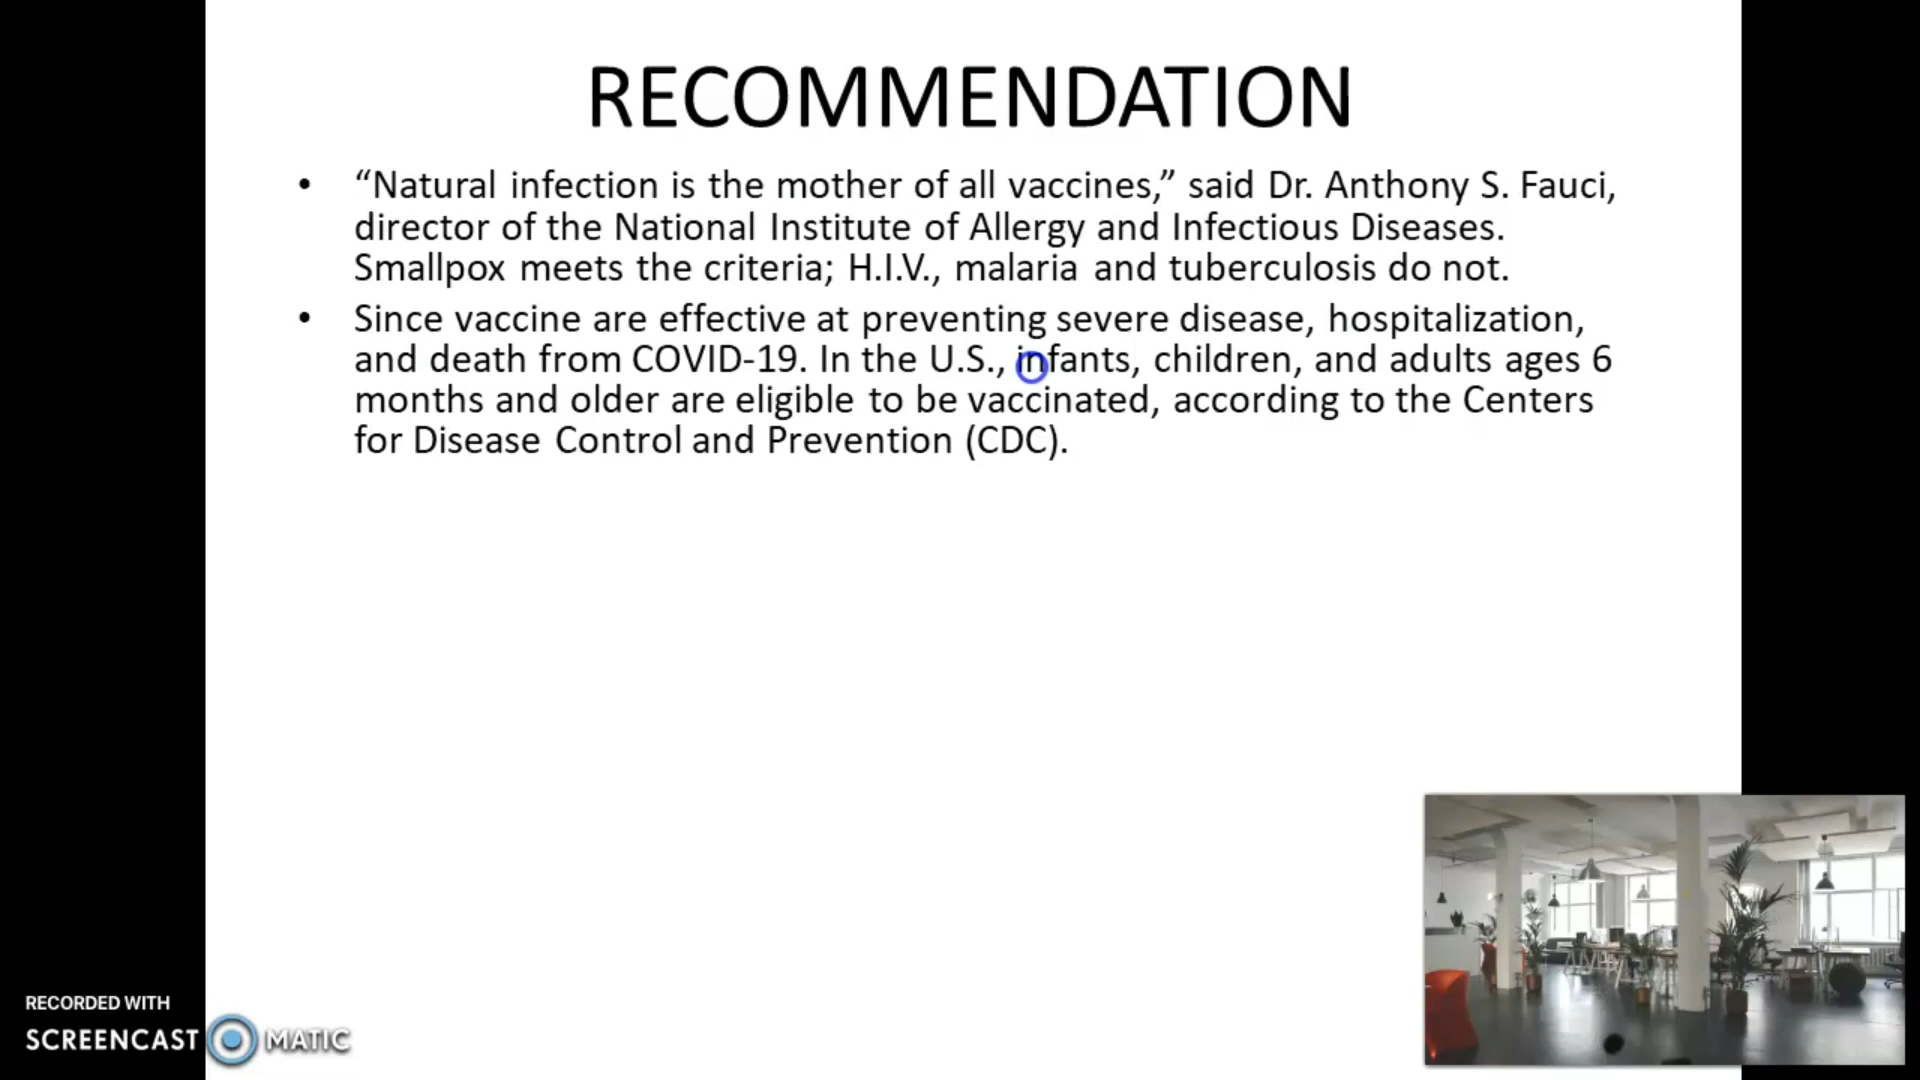 RECOMMENDATION
• “Natural infection is the mother of all vaccines,” said Dr. Anthony S. Fauci,
director of the National Institute of Allergy and Infectious Diseases.
Smallpox meets the criteria; H.I.V., malaria and tuberculosis do not.
• Since vaccine are effective at preventing severe disease, hospitalization,
and death from COVID-19. In the U.S., infants, children, and adults ages 6
months and older are eligible to be vaccinated, according to the Centers
for Disease Control and Prevention (CDC).
RECORDED WITH
SCREENCAST MATIC